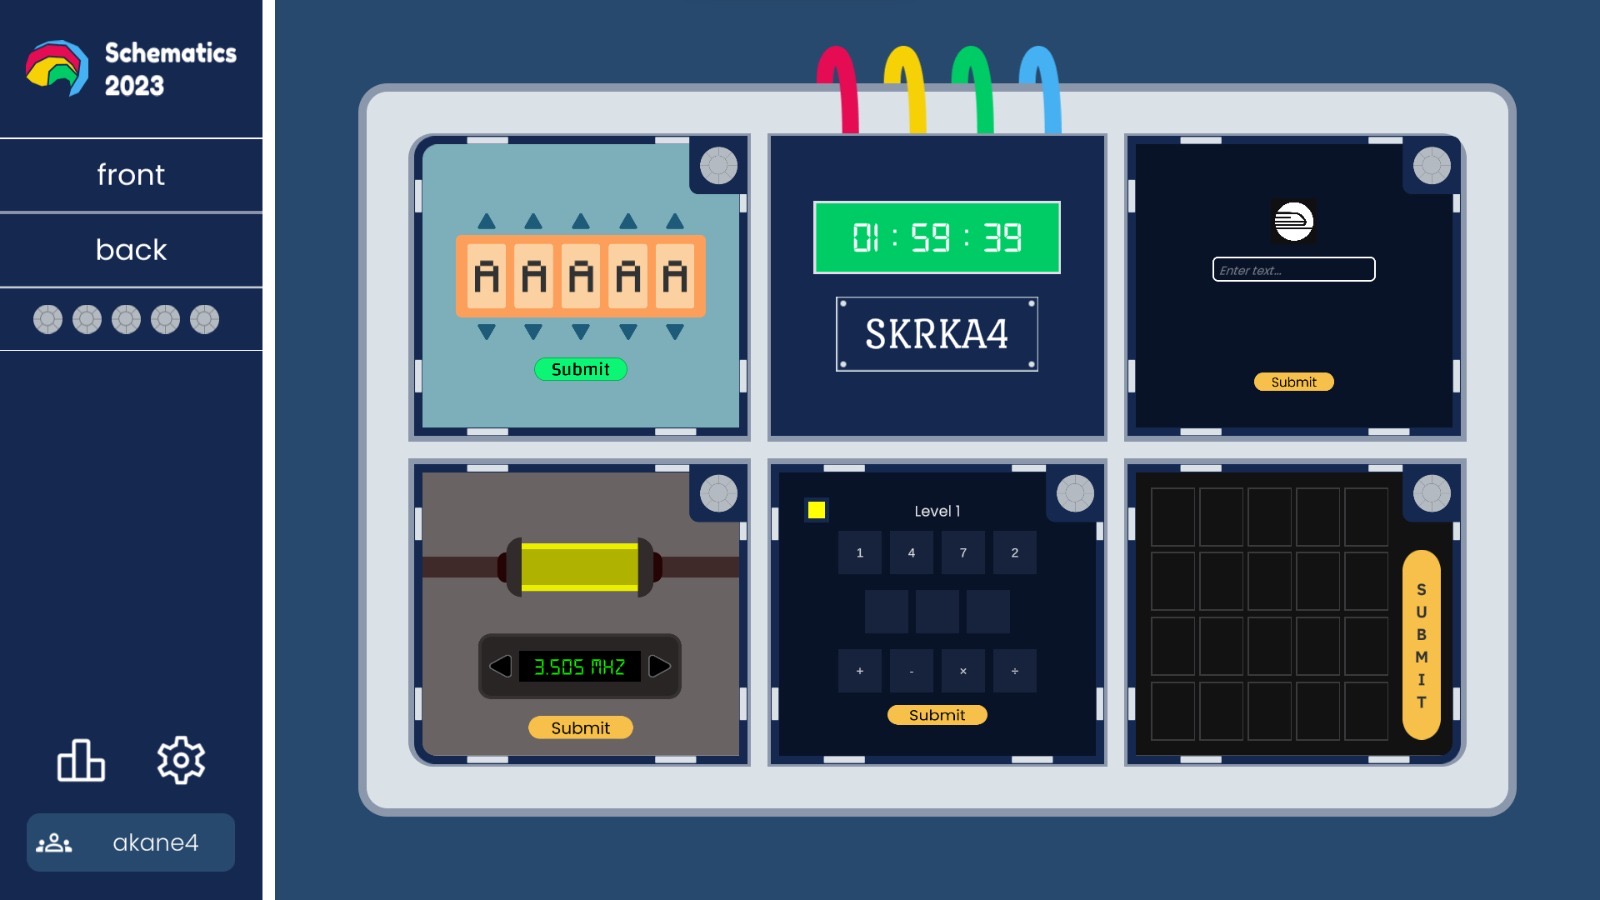 Schematics
2023
front
back
akane4
A A A A A
Submit
01 : 59 : 39
SKRKA4
Enter text...
Submit
3.505 MHZ
Submit
Level 1
1 4 7 2
+ - × ÷
Submit
SUBMIT